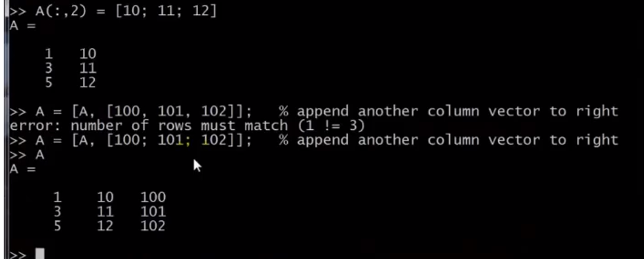 >> A(:,2) = [10; 11; 12]
A =
1 10
3 11
5 12
>> A = [A, [100, 101, 102]]; % append another column vector to right
error: number of rows must match (1 != 3)
>> A = [A, [100; 101; 102]]; % append another column vector to right
>> A
A =
1 10 100
3 11 101
5 12 102
>>